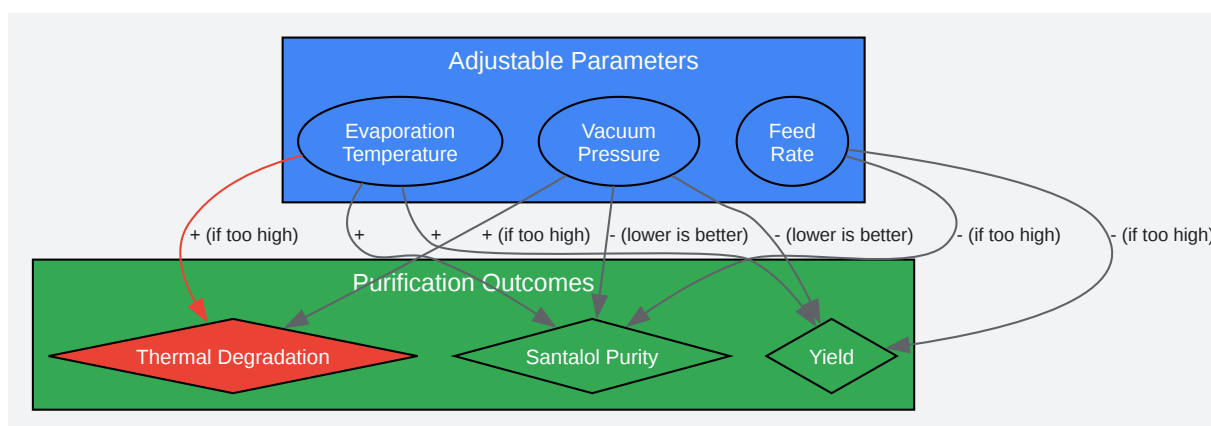 Adjustable Parameters
Evaporation
Temperature
Vacuum
Pressure
Feed
Rate
+ (if too high)
+
+
+ (if too high)
- (lower is better)
- (lower is better)
- (if too high)
- (if too high)
Purification Outcomes
Thermal Degradation
Santalol Purity
Yield